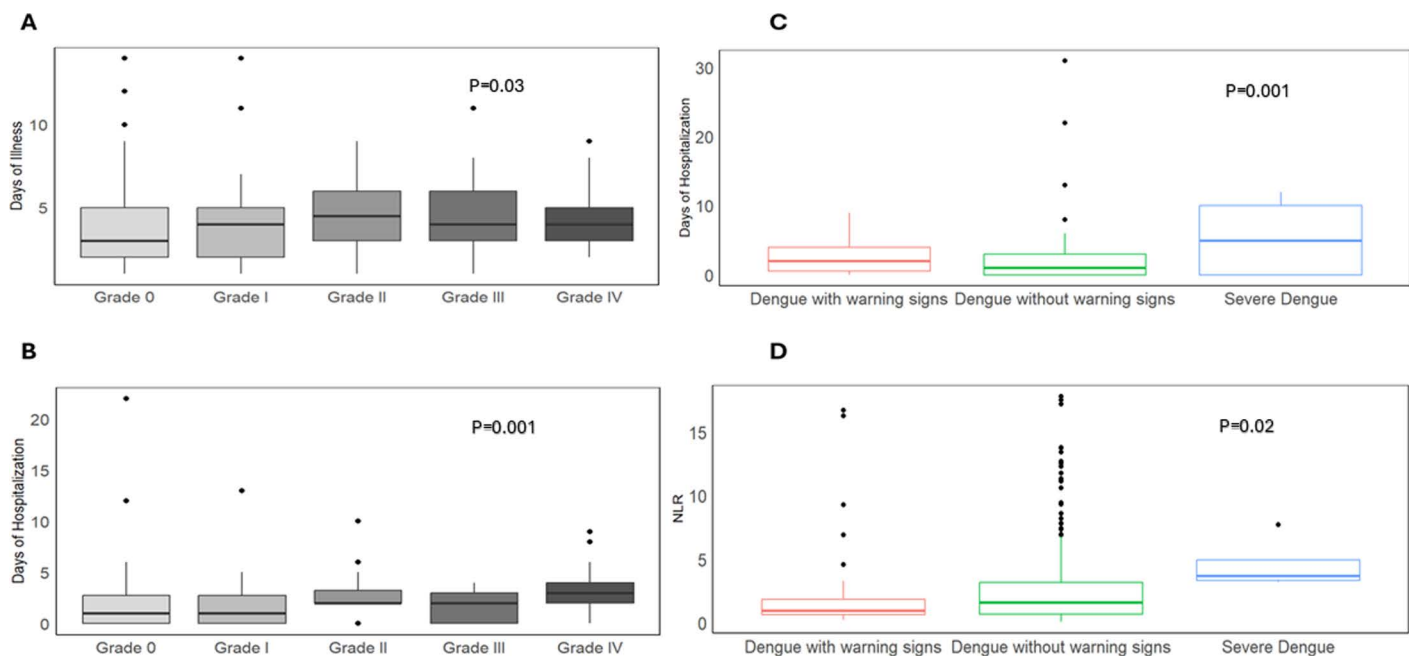 A
P=0.03
Days of Illness
10
5
Grade 0 Grade I Grade II Grade III Grade IV
B
P=0.001
Days of Hospitalization
20
15
10
5
0
Grade 0 Grade I Grade II Grade III Grade IV
C
P=0.001
Days of Hospitalization
30
20
10
0
Dengue with warning signs Dengue without warning signs Severe Dengue
D
P=0.02
NLR
15
10
5
0
Dengue with warning signs Dengue without warning signs Severe Dengue